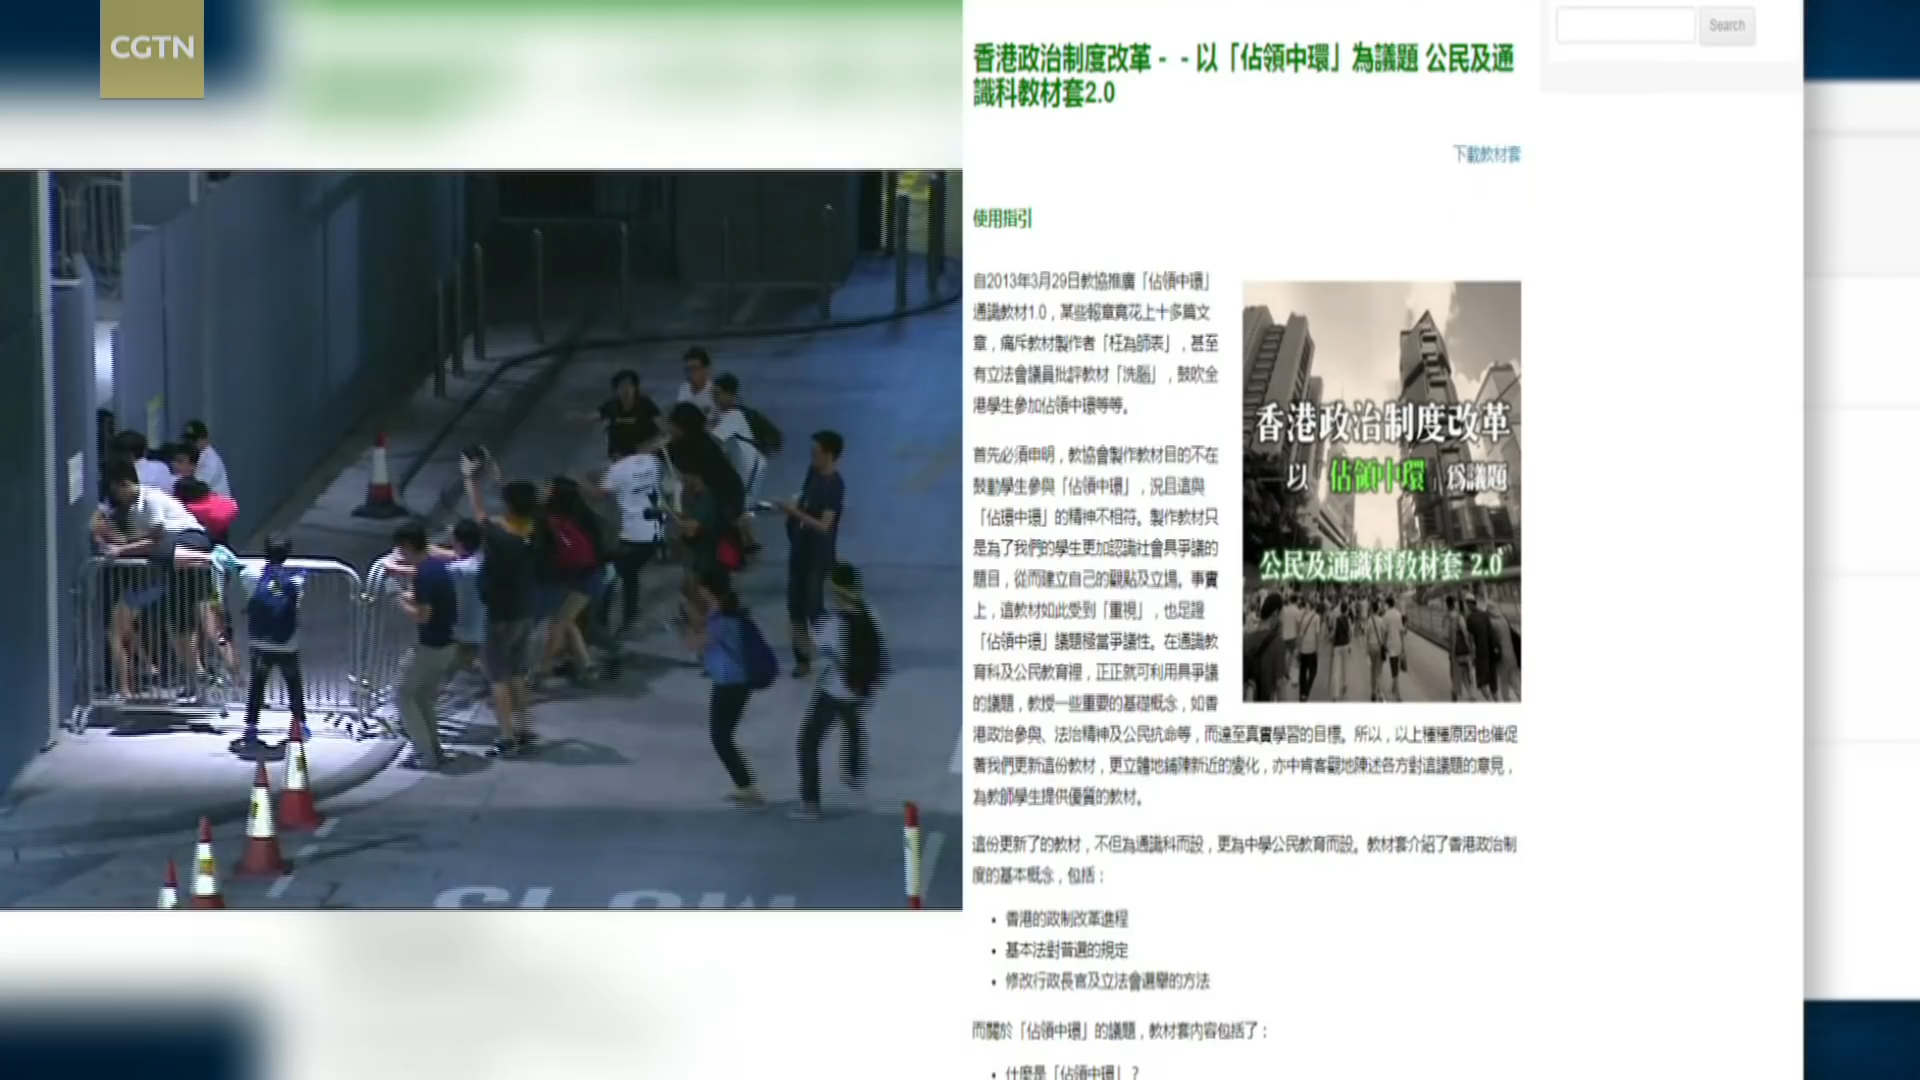 CGTN
Search
香港政治制度改革 - - 以「佔領中環」為議題 公民及通
識科教材套2.0
下載教材套
使用指引
自2013年3月29日教協推廣「佔領中環」
通識教材1.0，某些報章竟花上十多篇文
章，痛斥教材製作者「枉為師表」，甚至
有立法會議員批評教材「洗腦」，鼓吹全
港學生參加佔領中環等等。
首先必須申明，教協會製作教材目的不在
鼓動學生參與「佔領中環」，況且這與
「佔環中環」的精神不相符。製作教材只
是為了我們的學生更加認識社會具爭議的
題目，從而建立自己的觀點及立場。事實
上，這教材如此受到「重視」，也足證
「佔領中環」議題極當爭議性。在通識教
育科及公民教育裡，正正就可利用具爭議
的議題，教授一些重要的基礎概念，如香
港政治參與、法治精神及公民抗命等，而達至真實學習的目標。所以，以上種種原因也催促
著我們更新這份教材，更立體地鋪陳新近的變化，亦中肯客觀地陳述各方對這議題的意見，
為教師學生提供優質的教材。
香港政治制度改革
以「佔領中環」為議題
公民及通識科教材套 2.0
這份更新了的教材，不但為通識科而設，更為中學公民教育而設。教材套介紹了香港政治制
度的基本概念，包括：
• 香港的政制改革進程
• 基本法對普選的規定
• 修改行政長官及立法會選舉的方法
而關於「佔領中環」的議題，教材套內容包括了：
• 什麼是「佔領中環」？
SLOW